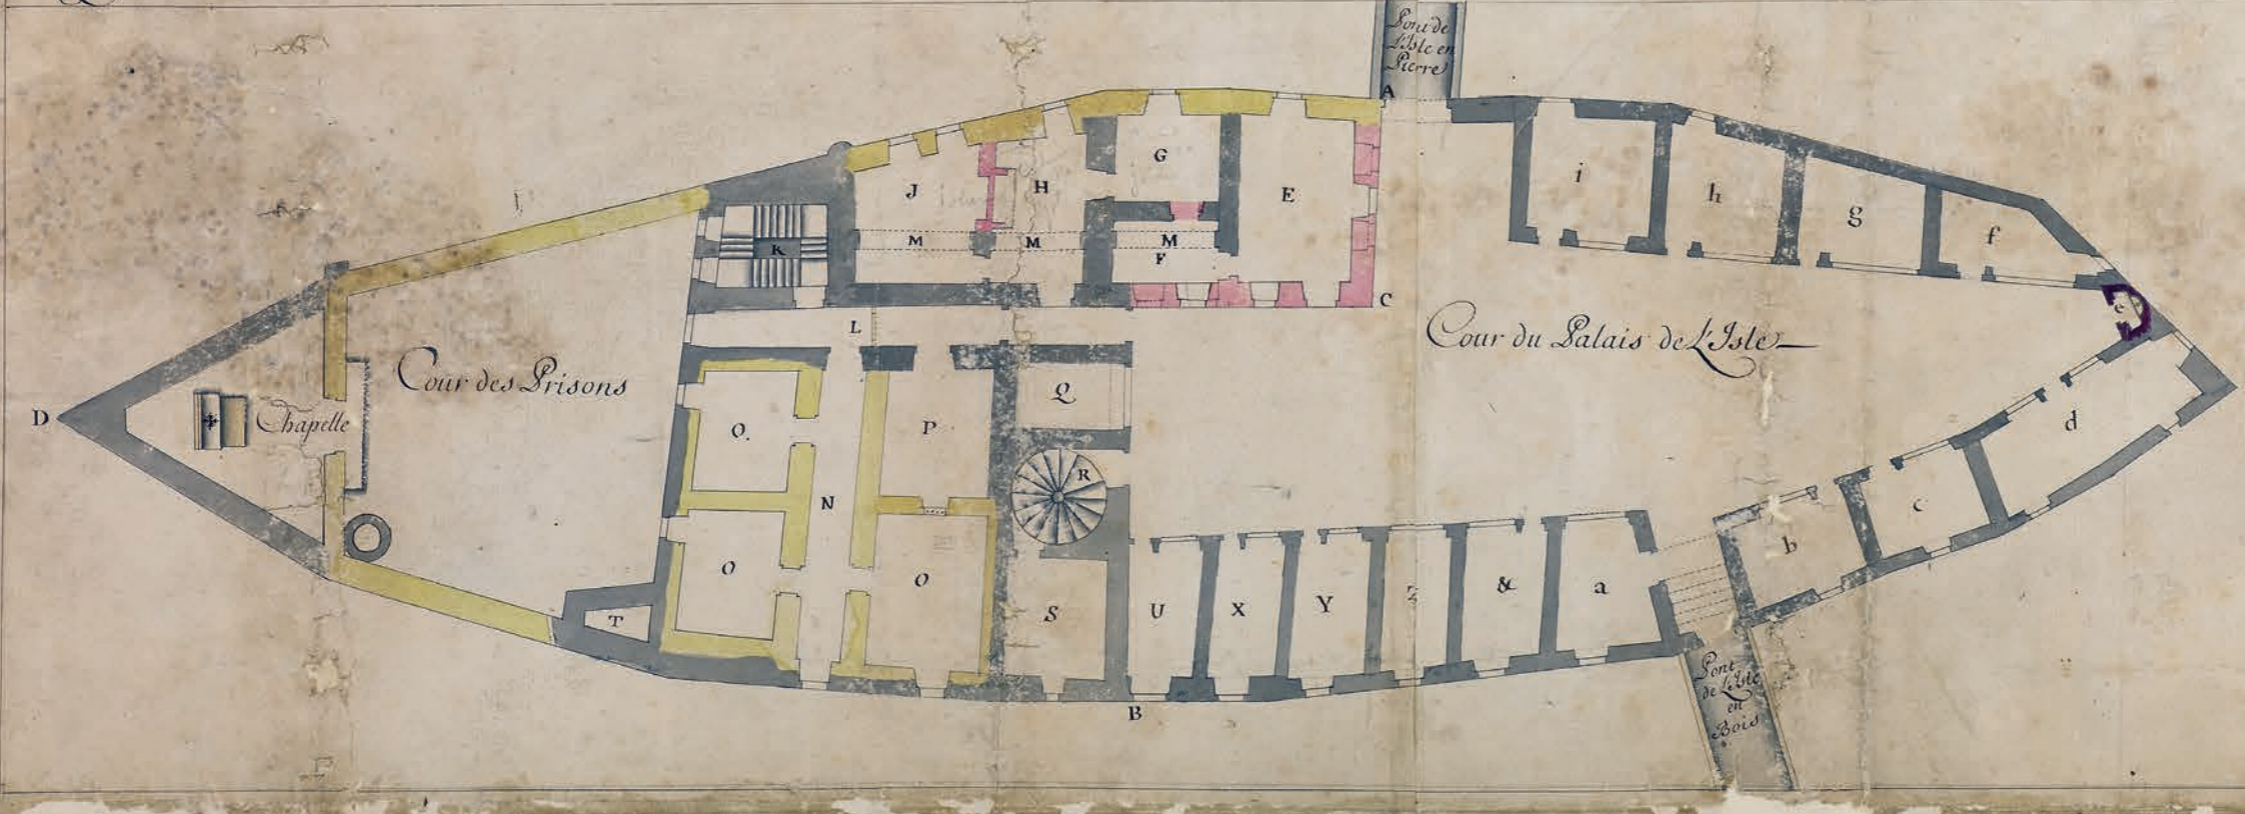 Pont de
L'Isle en
Pierre
A
i
h
G
J
H
E
g
f
M
M
M
K
F
C
e
L
Cour du Palais de L'Isle
Cour des Prisons
D
Chapelle
Q
O.
P
d
R
N
c
b
O
O
&
a
Z
Y
X
U
S
T
Pont
de L'Isle
en
Bois
B